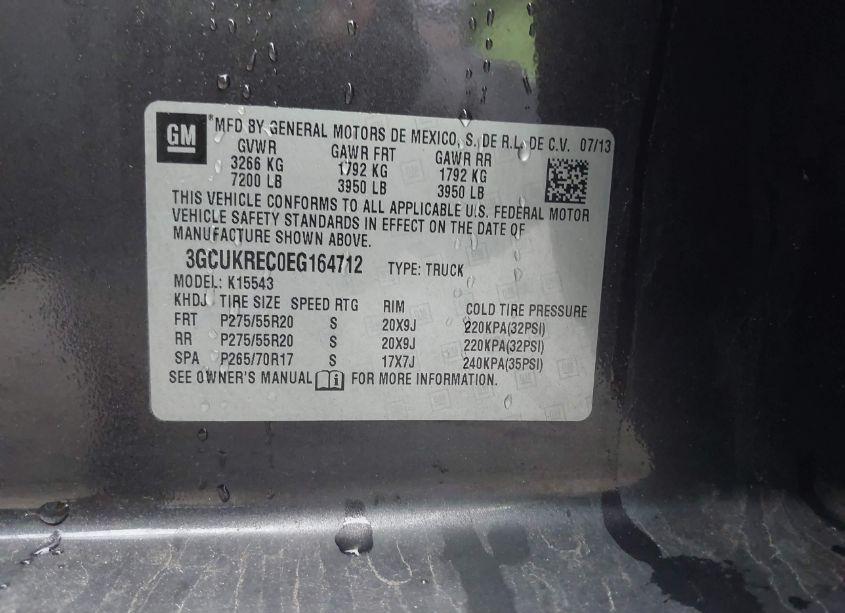 GM *MFD BY GENERAL MOTORS DE MEXICO, S. DE R.L. DE C.V. 07/13
GVWR GAWR FRT GAWR RR
3266 KG 1792 KG 1792 KG
7200 LB 3950 LB 3950 LB
THIS VEHICLE CONFORMS TO ALL APPLICABLE U.S. FEDERAL MOTOR
VEHICLE SAFETY STANDARDS IN EFFECT ON THE DATE OF
MANUFACTURE SHOWN ABOVE.
3GCUKREC0EG164712 TYPE: TRUCK
MODEL: K15543
KHDJ TIRE SIZE SPEED RTG RIM COLD TIRE PRESSURE
FRT P275/55R20 S 20X9J 220KPA(32PSI)
RR P275/55R20 S 20X9J 220KPA(32PSI)
SPA P265/70R17 S 17X7J 240KPA(35PSI)
SEE OWNER'S MANUAL FOR MORE INFORMATION.